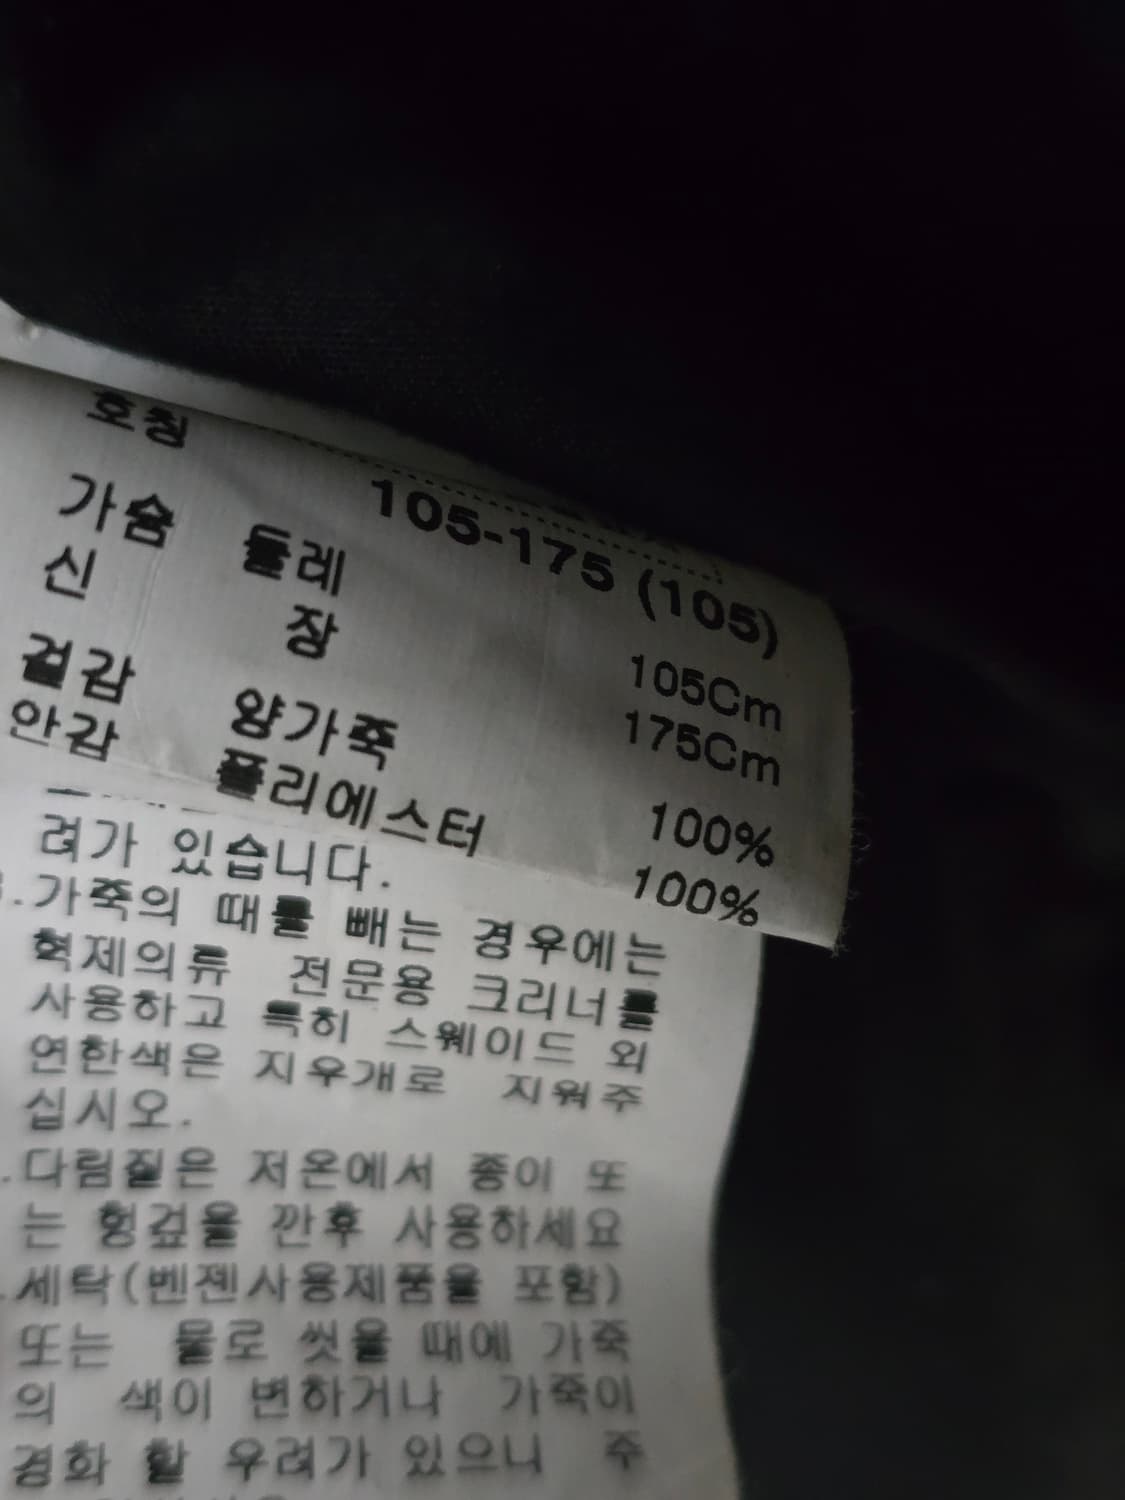 호칭 105-175 (105)
가슴 둘레 105Cm
신 장 175Cm
겉감 양가죽 100%
안감 폴리에스터 100%
려가 있습니다.
.가죽의 때를 빼는 경우에는
혁제의류 전문용 크리너를
사용하고 특히 스웨이드 외
연한색은 지우개로 지워주
십시오.
.다림질은 저온에서 종이 또
는 헝겊을 깐후 사용하세요
.세탁(벤젠사용제품을 포함)
또는 물로 씻을 때에 가죽
의 색이 변하거나 가죽이
경화 할 우려가 있으니 주